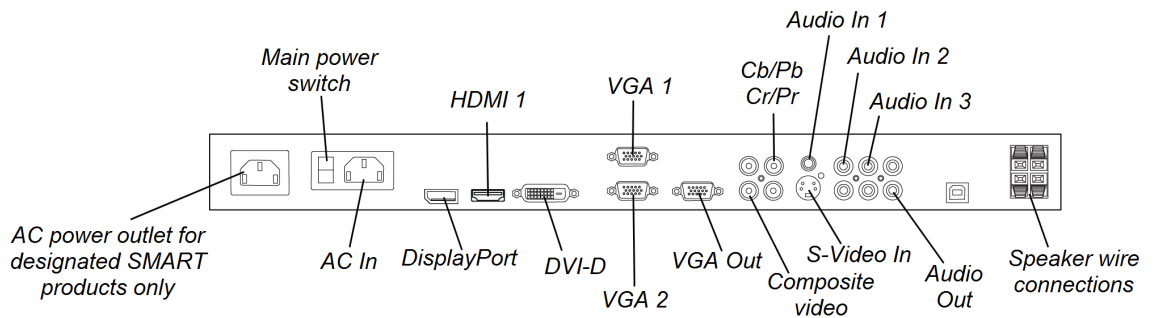 Audio In 1
Main power
switch
Audio In 2
Cb/Pb
Cr/Pr
VGA 1
HDMI 1
Audio In 3
AC power outlet for
designated SMART
products only
AC In
DisplayPort
DVI-D
VGA 2
VGA Out
Composite
video
S-Video In
Audio
Out
Speaker wire
connections